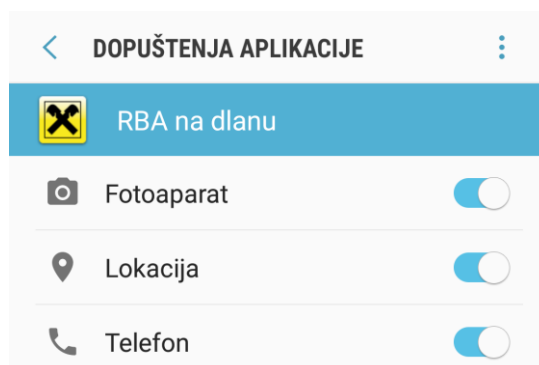 DOPUŠTENJA APLIKACIJE
RBA na dlanu
Fotoaparat
Lokacija
Telefon